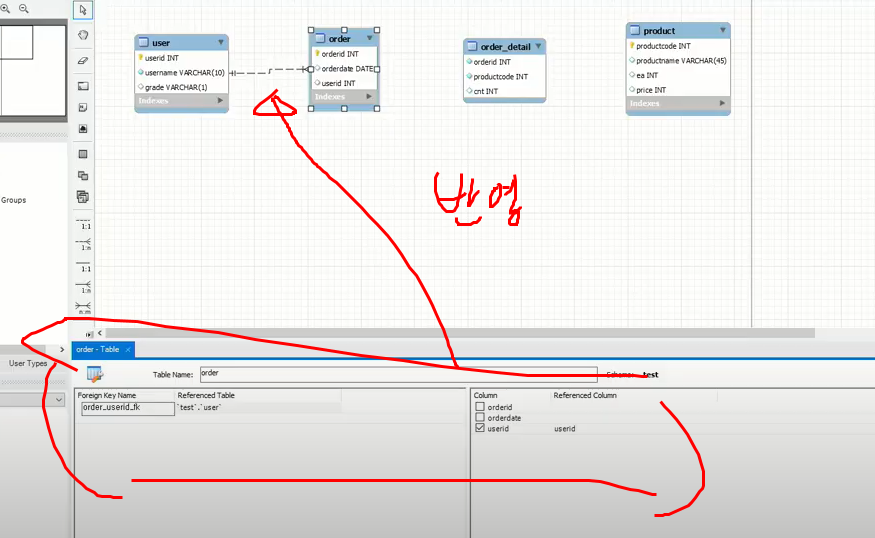 user
userid INT
username VARCHAR(10)
grade VARCHAR(1)
Indexes
order
orderid INT
orderdate DATE
userid INT
Indexes
order_detail
orderid INT
productcode INT
cnt INT
product
productcode INT
productname VARCHAR(45)
ea INT
price INT
Indexes
반영
Groups
1:1
1:n
1:1
1:n
n:m
User Types
order - Table
Table Name:
order
Schema:
test
Foreign Key Name
Referenced Table
order_userid_fk
`test`.`user`
Column
Referenced Column
orderid
orderdate
userid
userid